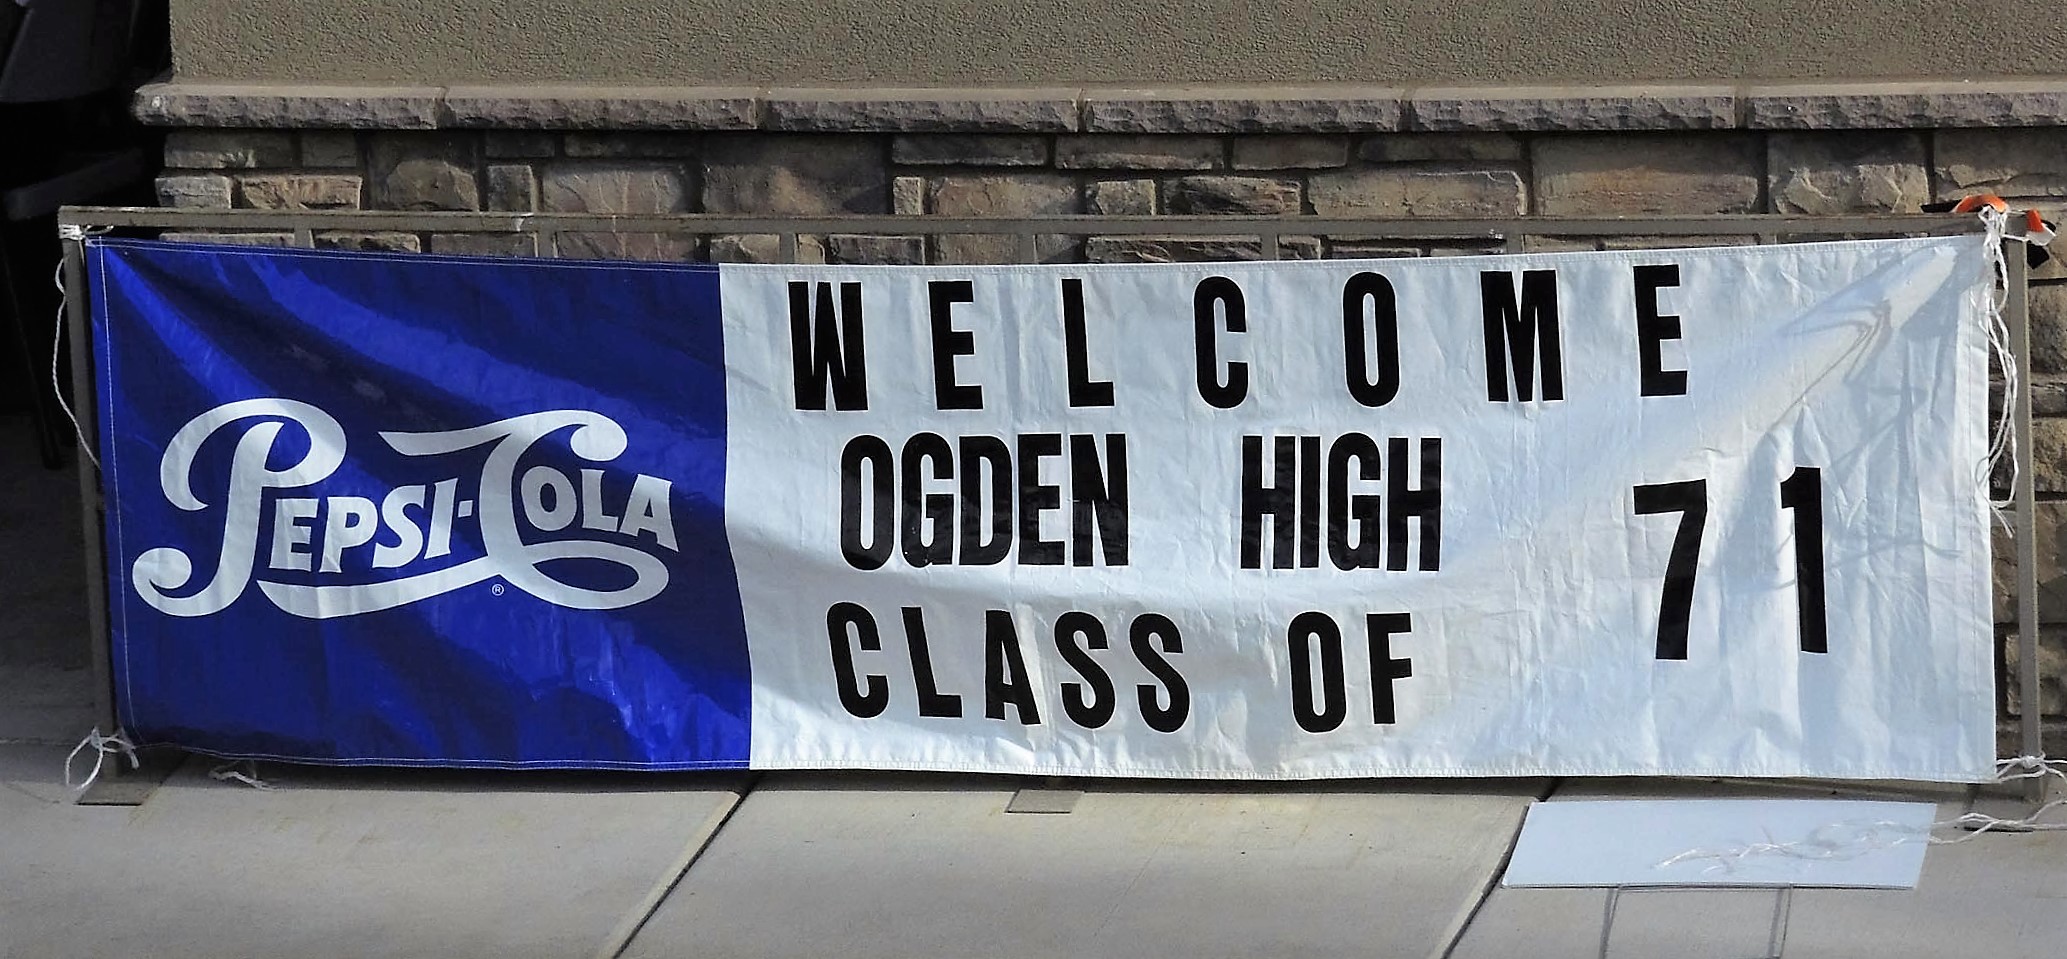 PEPSI-COLA
®
WELCOME
OGDEN HIGH
CLASS OF
71